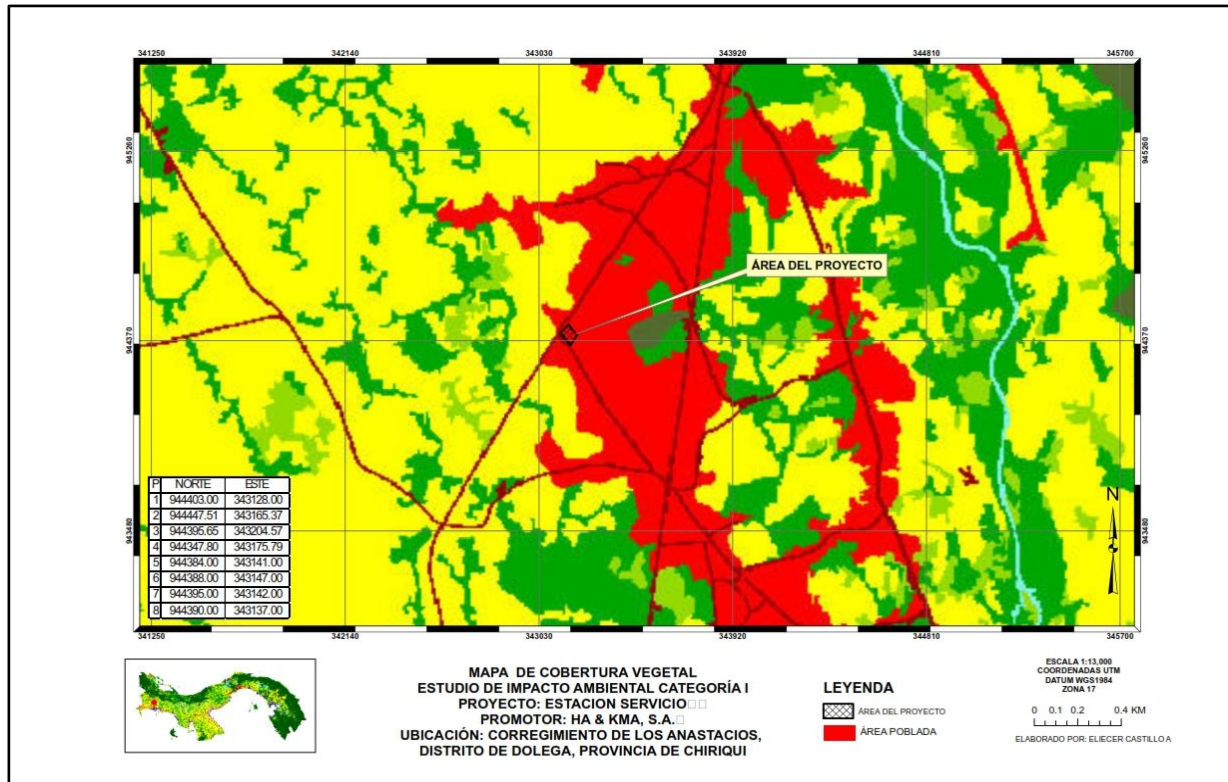 341250 342140 343030 343920 344810 345700
945260 945260
ÁREA DEL PROYECTO
944370 944370
P NORTE ESTE
1 944403.00 343128.00
2 944447.51 343165.37
3 944395.65 343204.57
4 944347.80 343175.79
5 944384.00 343141.00
6 944388.00 343147.00
7 944395.00 343142.00
8 944390.00 343137.00
943480 943480
N
341250 342140 343030 343920 344810 345700
MAPA DE COBERTURA VEGETAL
ESTUDIO DE IMPACTO AMBIENTAL CATEGORÍA I
PROYECTO: ESTACION SERVICIO
PROMOTOR: HA & KMA, S.A.
UBICACIÓN: CORREGIMIENTO DE LOS ANASTACIOS,
DISTRITO DE DOLEGA, PROVINCIA DE CHIRIQUI
LEYENDA
ÁREA DEL PROYECTO
ÁREA POBLADA
ESCALA 1:13,000
COORDENADAS UTM
DATUM WGS1984
ZONA 17
0 0.1 0.2 0.4 KM
ELABORADO POR: ELIECER CASTILLO A